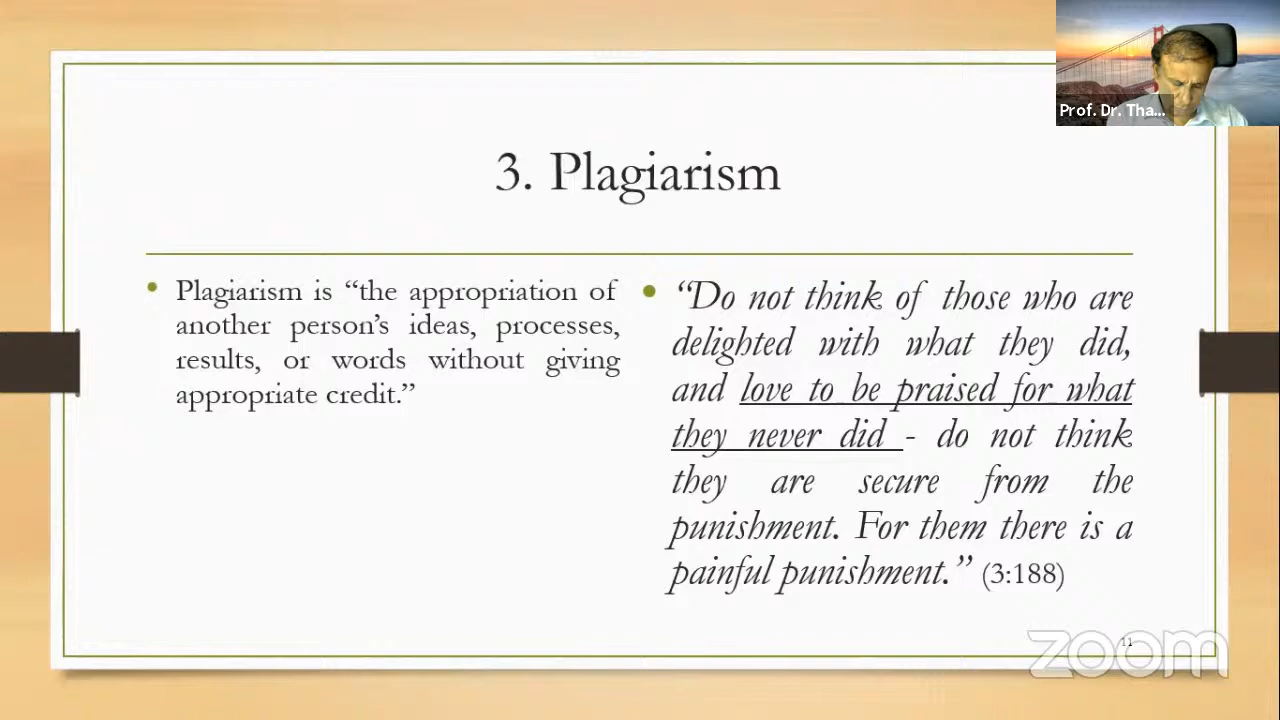 Prof. Dr. Tha...
3. Plagiarism
• Plagiarism is “the appropriation of
another person’s ideas, processes,
results, or words without giving
appropriate credit.”
• “Do not think of those who are
delighted with what they did,
and love to be praised for what
they never did - do not think
they are secure from the
punishment. For them there is a
painful punishment.” (3:188)
11
zoom